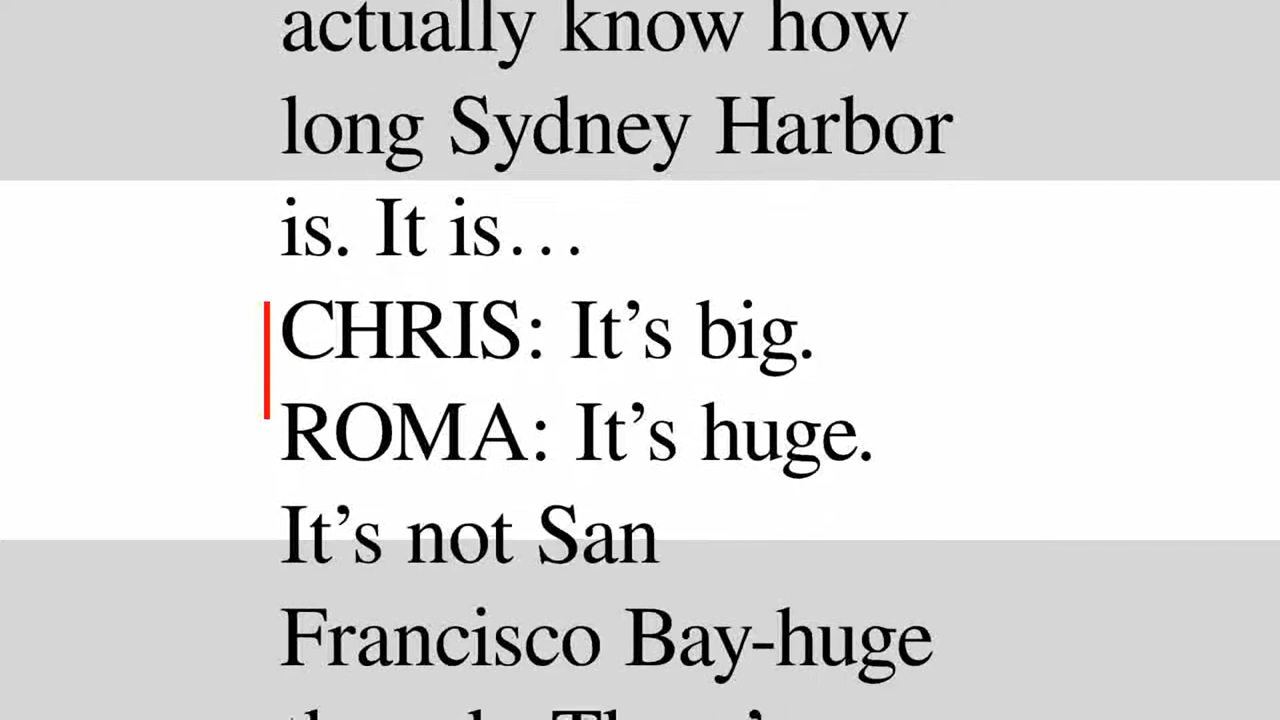 actually know how
long Sydney Harbor
is. It is…
CHRIS: It’s big.
ROMA: It’s huge.
It’s not San
Francisco Bay-huge